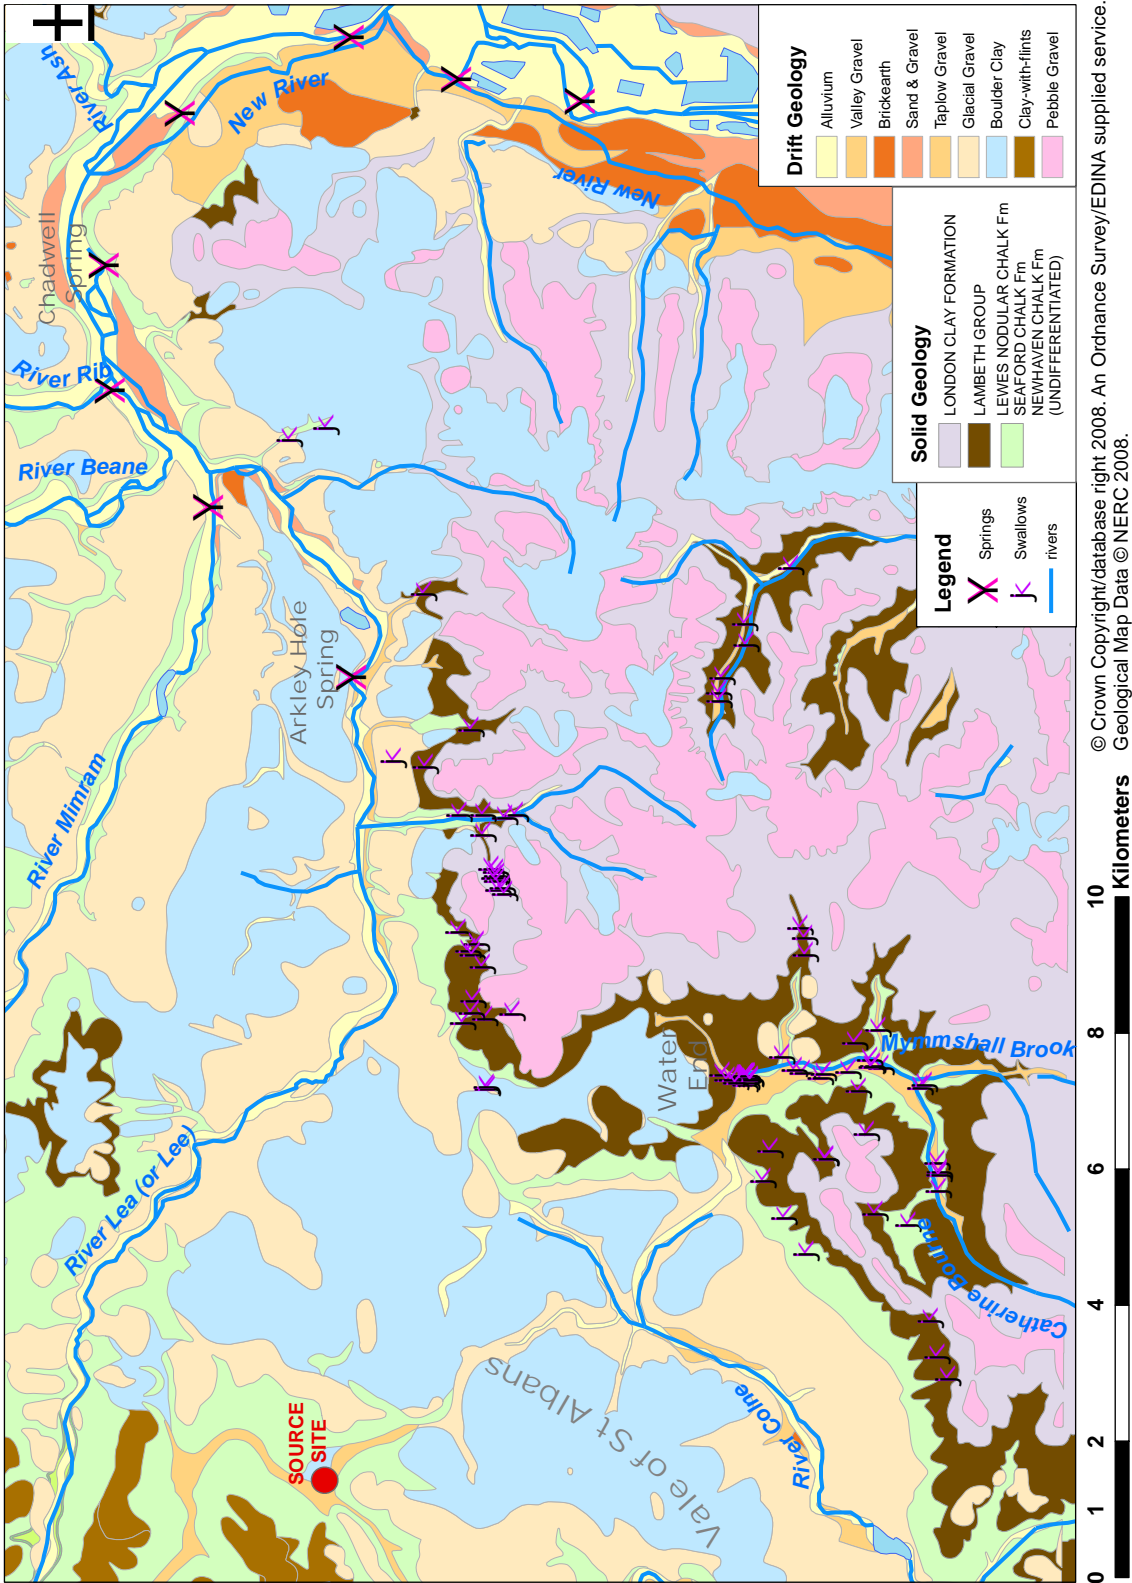 River Ash
New River
Chadwell
Spring
River Rib
River Beane
New River
Arkley Hole
Spring
River Mimram
Water
End
Mymmshall Brook
River Lea (or Lee)
Catherine Bourne
SOURCE
SITE
Vale of St Albans
River Colne
Drift Geology
Alluvium
Valley Gravel
Brickearth
Sand & Gravel
Taplow Gravel
Glacial Gravel
Boulder Clay
Clay-with-flints
Pebble Gravel
Solid Geology
LONDON CLAY FORMATION
LAMBETH GROUP
LEWES NODULAR CHALK Fm
SEAFORD CHALK Fm
NEWHAVEN CHALK Fm
(UNDIFFERENTIATED)
Legend
Springs
Swallows
rivers
0 1 2 4 6 8 10
Kilometers
© Crown Copyright/database right 2008. An Ordnance Survey/EDINA supplied service.
Geological Map Data © NERC 2008.